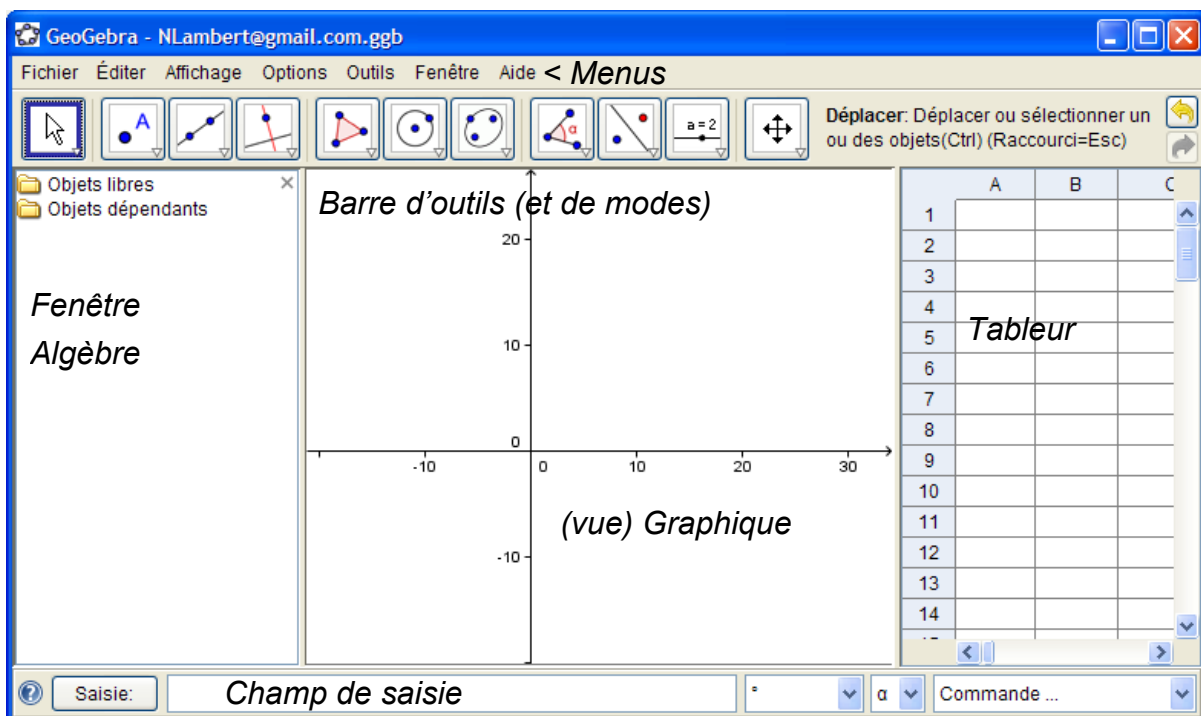 GeoGebra - NLambert@gmail.com.ggb
Fichier Éditer Affichage Options Outils Fenêtre Aide < Menus
A
α
a = 2
Déplacer: Déplacer ou sélectionner un
ou des objets(Ctrl) (Raccourci=Esc)
Objets libres
Objets dépendants
Fenêtre
Algèbre
Barre d'outils (et de modes)
20
10
0
-10 0 10 20 30
(vue) Graphique
-10
A B C
1
2
3
4
Tableur
5
6
7
8
9
10
11
12
13
14
Saisie: Champ de saisie ° α Commande ...